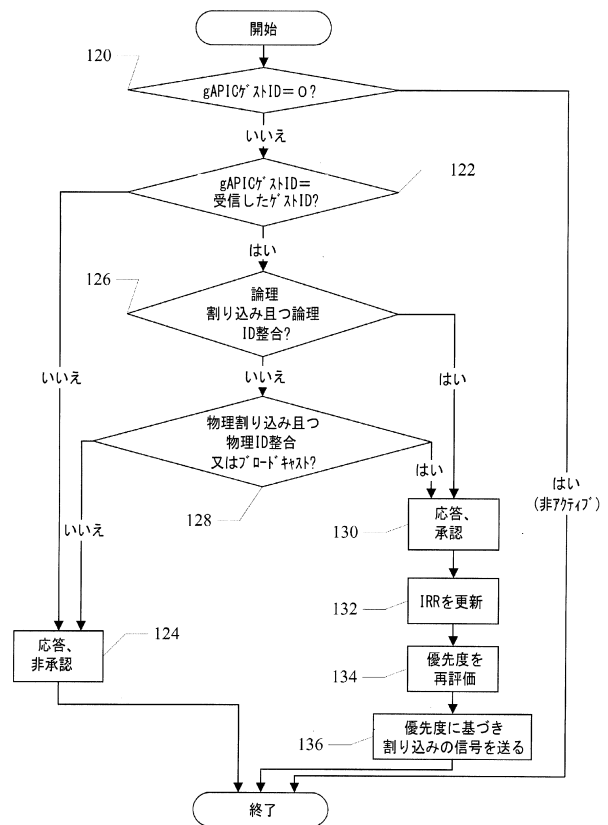 開始
120
gAPICｹﾞｽﾄID＝０?
いいえ
122
gAPICｹﾞｽﾄID＝
受信したｹﾞｽﾄID?
はい
126
論理
割り込み且つ論理
ID整合?
いいえ
いいえ
はい
物理割り込み且つ
物理ID整合
又はﾌﾞﾛｰﾄﾞｷｬｽﾄ?
はい
はい
(非ｱｸﾃｨﾌﾞ)
128
いいえ
130
応答、
承認
132
IRRを更新
124
応答、
非承認
134
優先度を
再評価
136
優先度に基づき
割り込みの信号を送る
終了